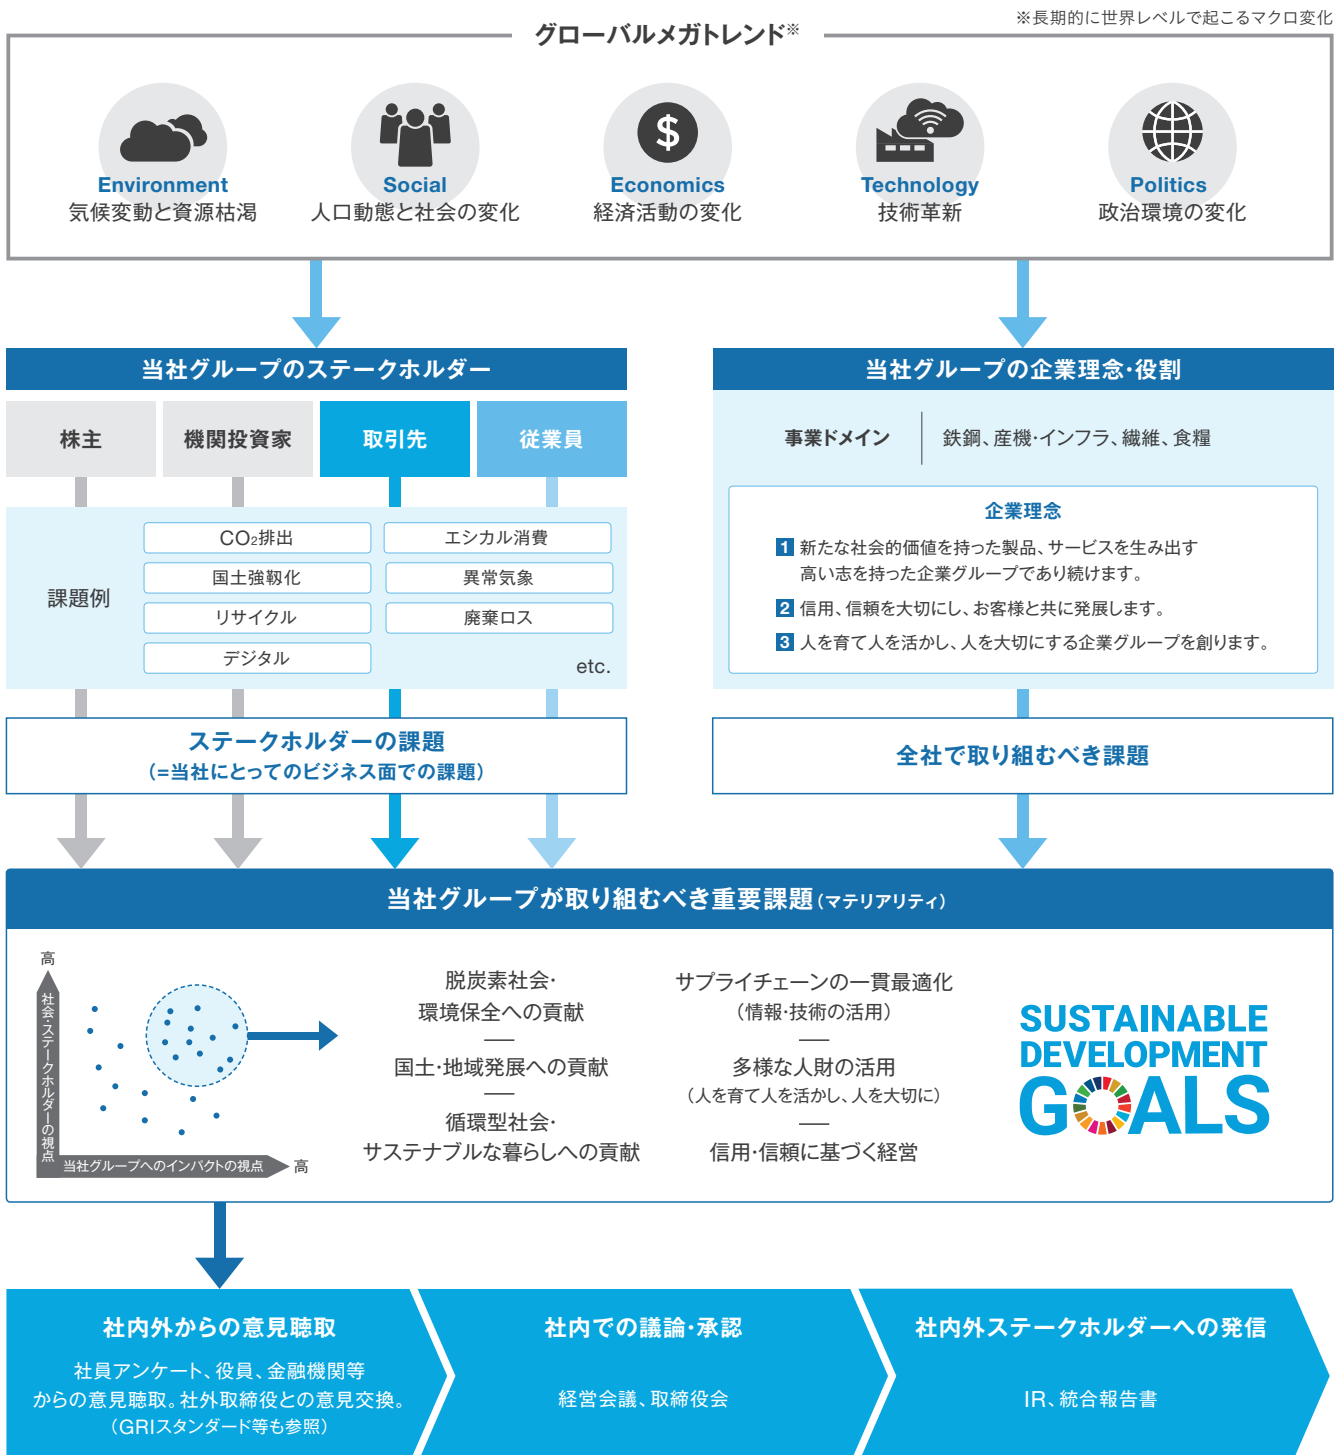 ※長期的に世界レベルで起こるマクロ変化
グローバルメガトレンド※
Environment
気候変動と資源枯渇
Social
人口動態と社会の変化
Economics
経済活動の変化
Technology
技術革新
Politics
政治環境の変化
当社グループのステークホルダー
株主
機関投資家
取引先
従業員
課題例
CO₂排出
エシカル消費
国土強靱化
異常気象
リサイクル
廃棄ロス
デジタル
etc.
ステークホルダーの課題
(=当社にとってのビジネス面での課題)
当社グループの企業理念・役割
事業ドメイン
鉄鋼、産機・インフラ、繊維、食糧
企業理念
1 新たな社会的価値を持った製品、サービスを生み出す
高い志を持った企業グループであり続けます。
2 信用、信頼を大切にし、お客様と共に発展します。
3 人を育て人を活かし、人を大切にする企業グループを創ります。
全社で取り組むべき課題
当社グループが取り組むべき重要課題(マテリアリティ)
高
社会・ステークホルダーの視点
当社グループへのインパクトの視点
高
脱炭素社会・
環境保全への貢献
国土・地域発展への貢献
循環型社会・
サステナブルな暮らしへの貢献
サプライチェーンの一貫最適化
(情報・技術の活用)
多様な人財の活用
(人を育て人を活かし、人を大切に)
信用・信頼に基づく経営
SUSTAINABLE
DEVELOPMENT
GOALS
社内外からの意見聴取
社員アンケート、役員、金融機関等
からの意見聴取。社外取締役との意見交換。
(GRIスタンダード等も参照)
社内での議論・承認
経営会議、取締役会
社内外ステークホルダーへの発信
IR、統合報告書